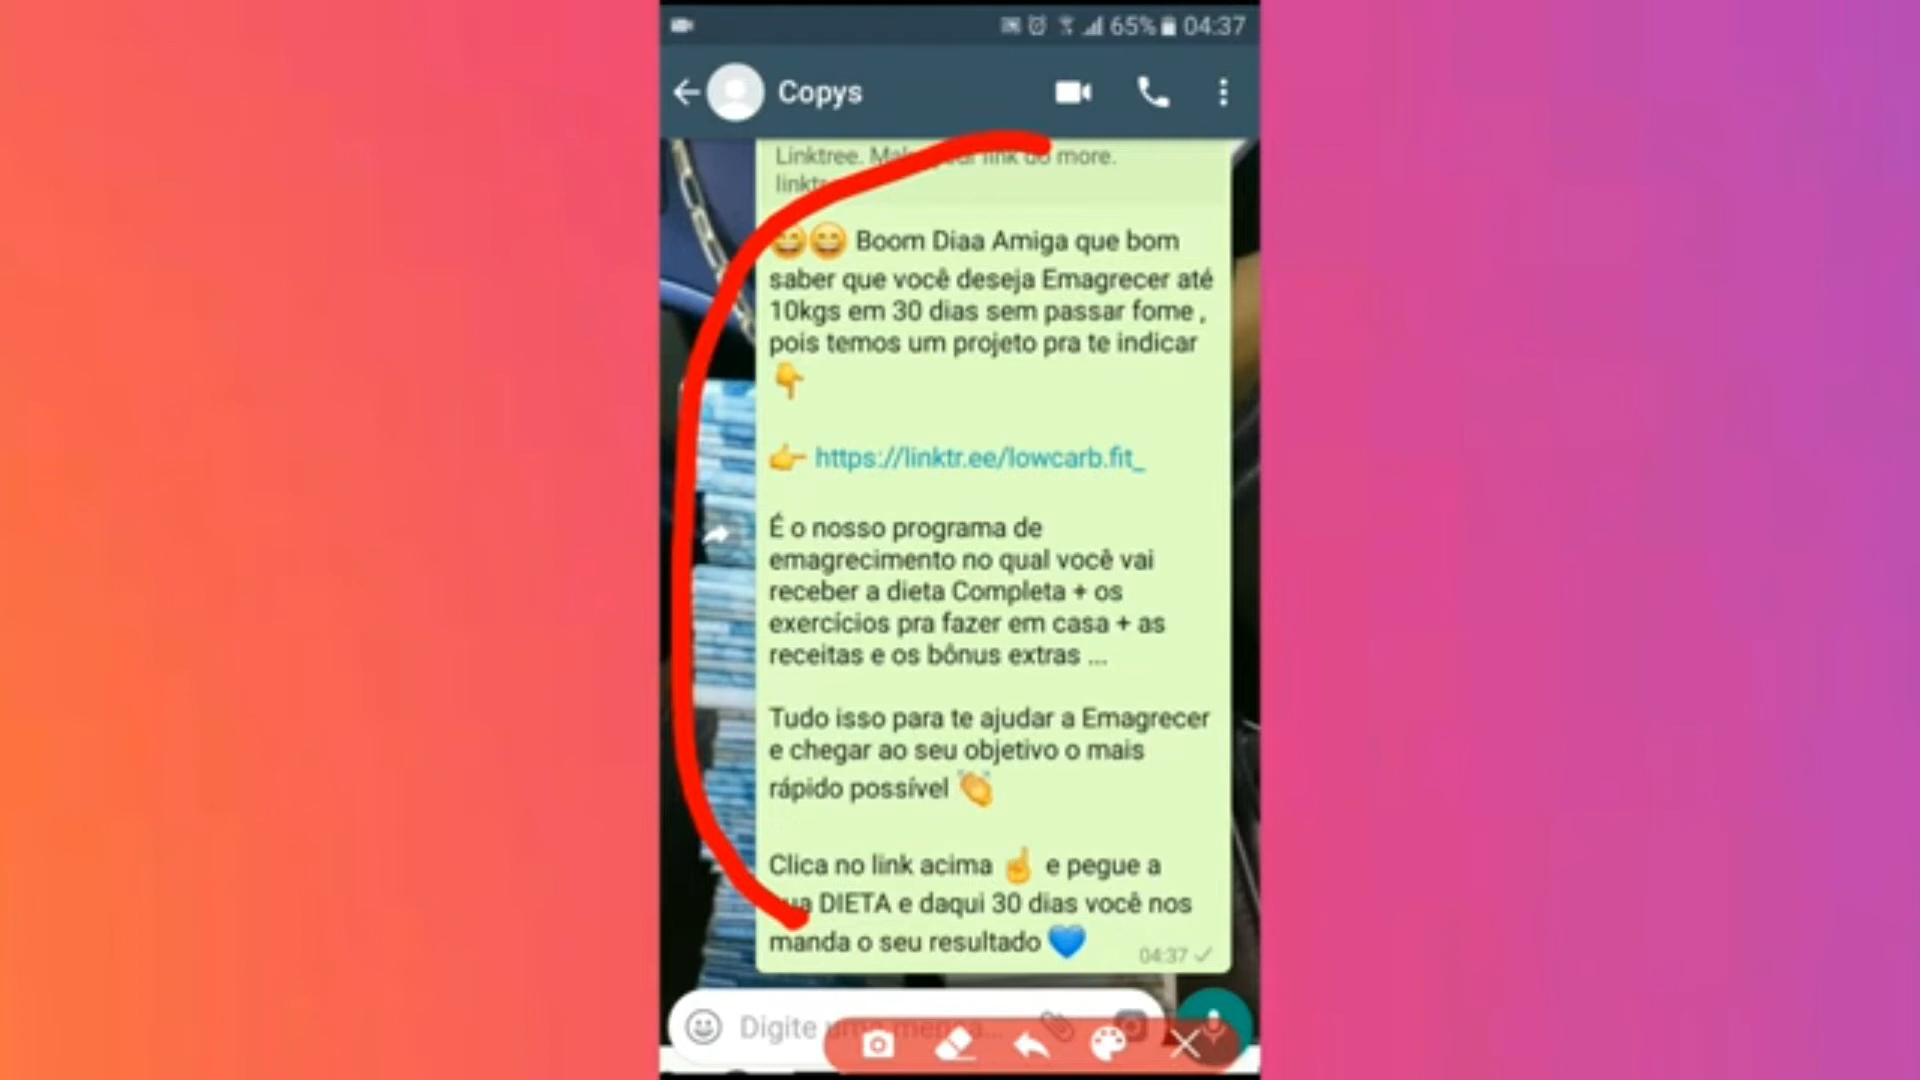 65% 04:37
Copys
Linktree. link do more.
😄😄 Boom Diaa Amiga que bom
saber que você deseja Emagrecer até
10kgs em 30 dias sem passar fome ,
pois temos um projeto pra te indicar
👇
👉 https://linktr.ee/lowcarb.fit_
É o nosso programa de
emagrecimento no qual você vai
receber a dieta Completa + os
exercícios pra fazer em casa + as
receitas e os bônus extras ...
Tudo isso para te ajudar a Emagrecer
e chegar ao seu objetivo o mais
rápido possível 👏
Clica no link acima ☝ e pegue a
DIETA e daqui 30 dias você nos
manda o seu resultado 💙
04:37
Digite